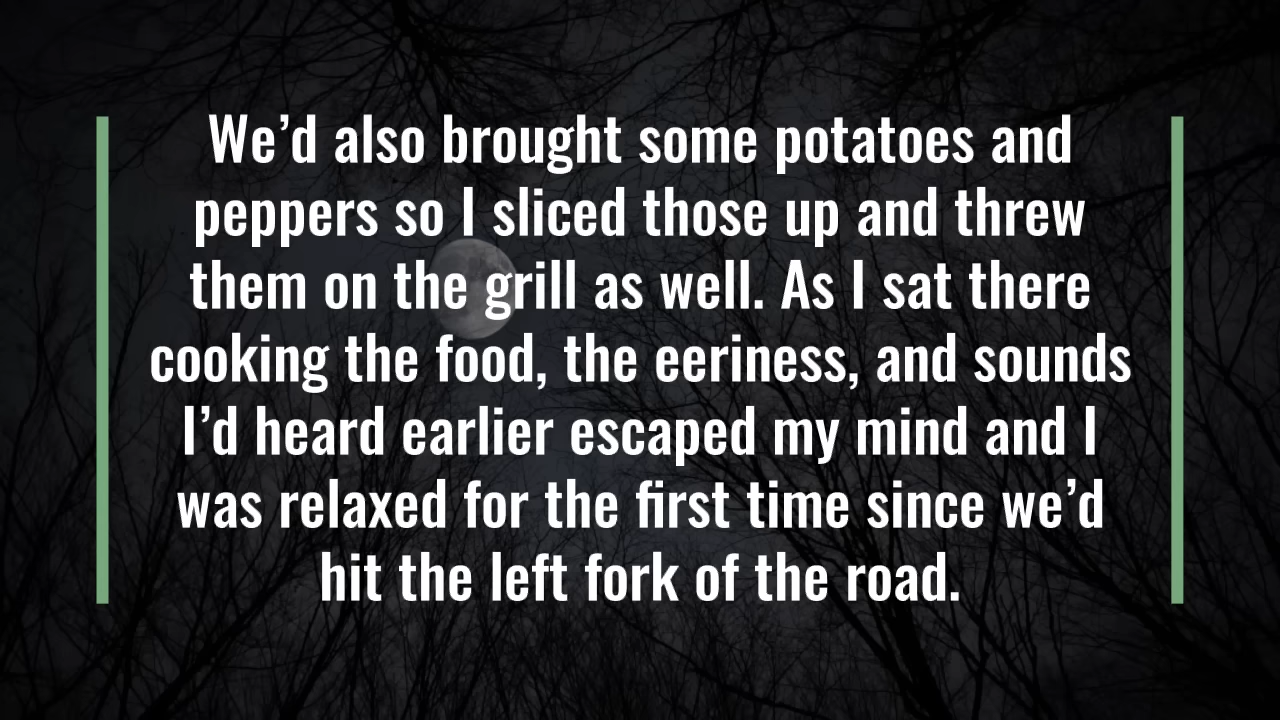 We’d also brought some potatoes and
peppers so I sliced those up and threw
them on the grill as well. As I sat there
cooking the food, the eeriness, and sounds
I’d heard earlier escaped my mind and I
was relaxed for the first time since we’d
hit the left fork of the road.